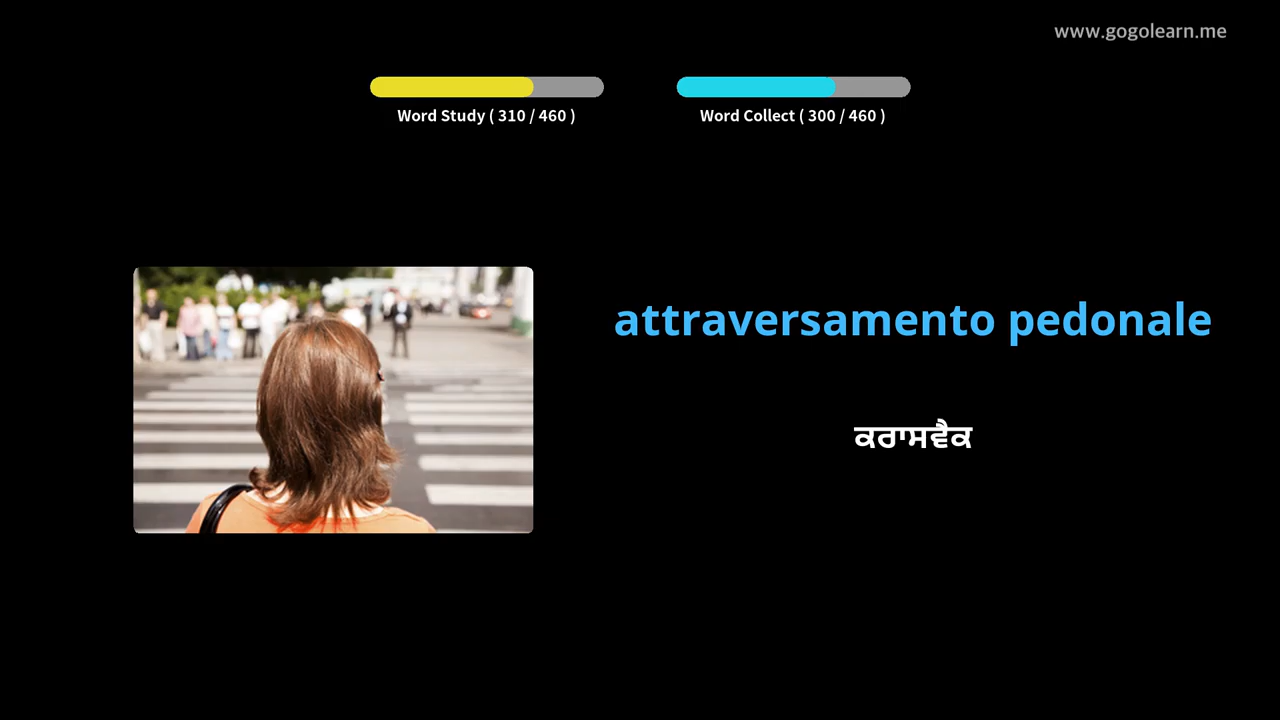 www.gogolearn.me
Word Study ( 310 / 460 )
Word Collect ( 300 / 460 )
attraversamento pedonale
ਕਰਾਸਵੈਕ